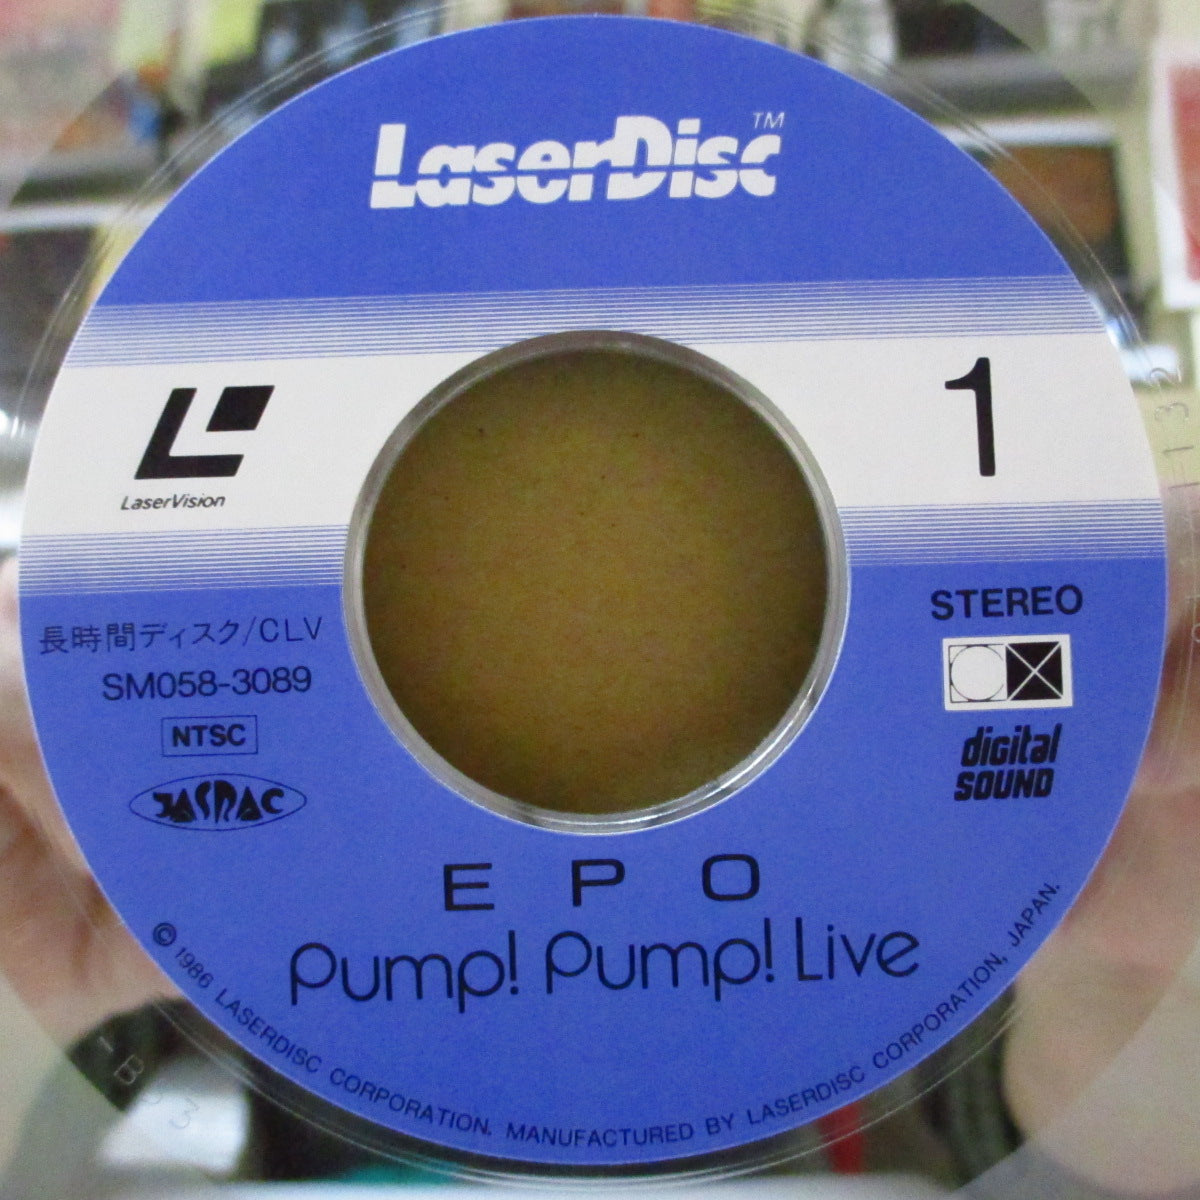 LaserDisc™
LaserVision
1
長時間ディスク/CLV
SM058-3089
NTSC
JASRAC
STEREO
digital
SOUND
EPO
Pump! Pump! Live
© 1986 LASERDISC CORPORATION. MANUFACTURED BY LASERDISC CORPORATION, JAPAN.